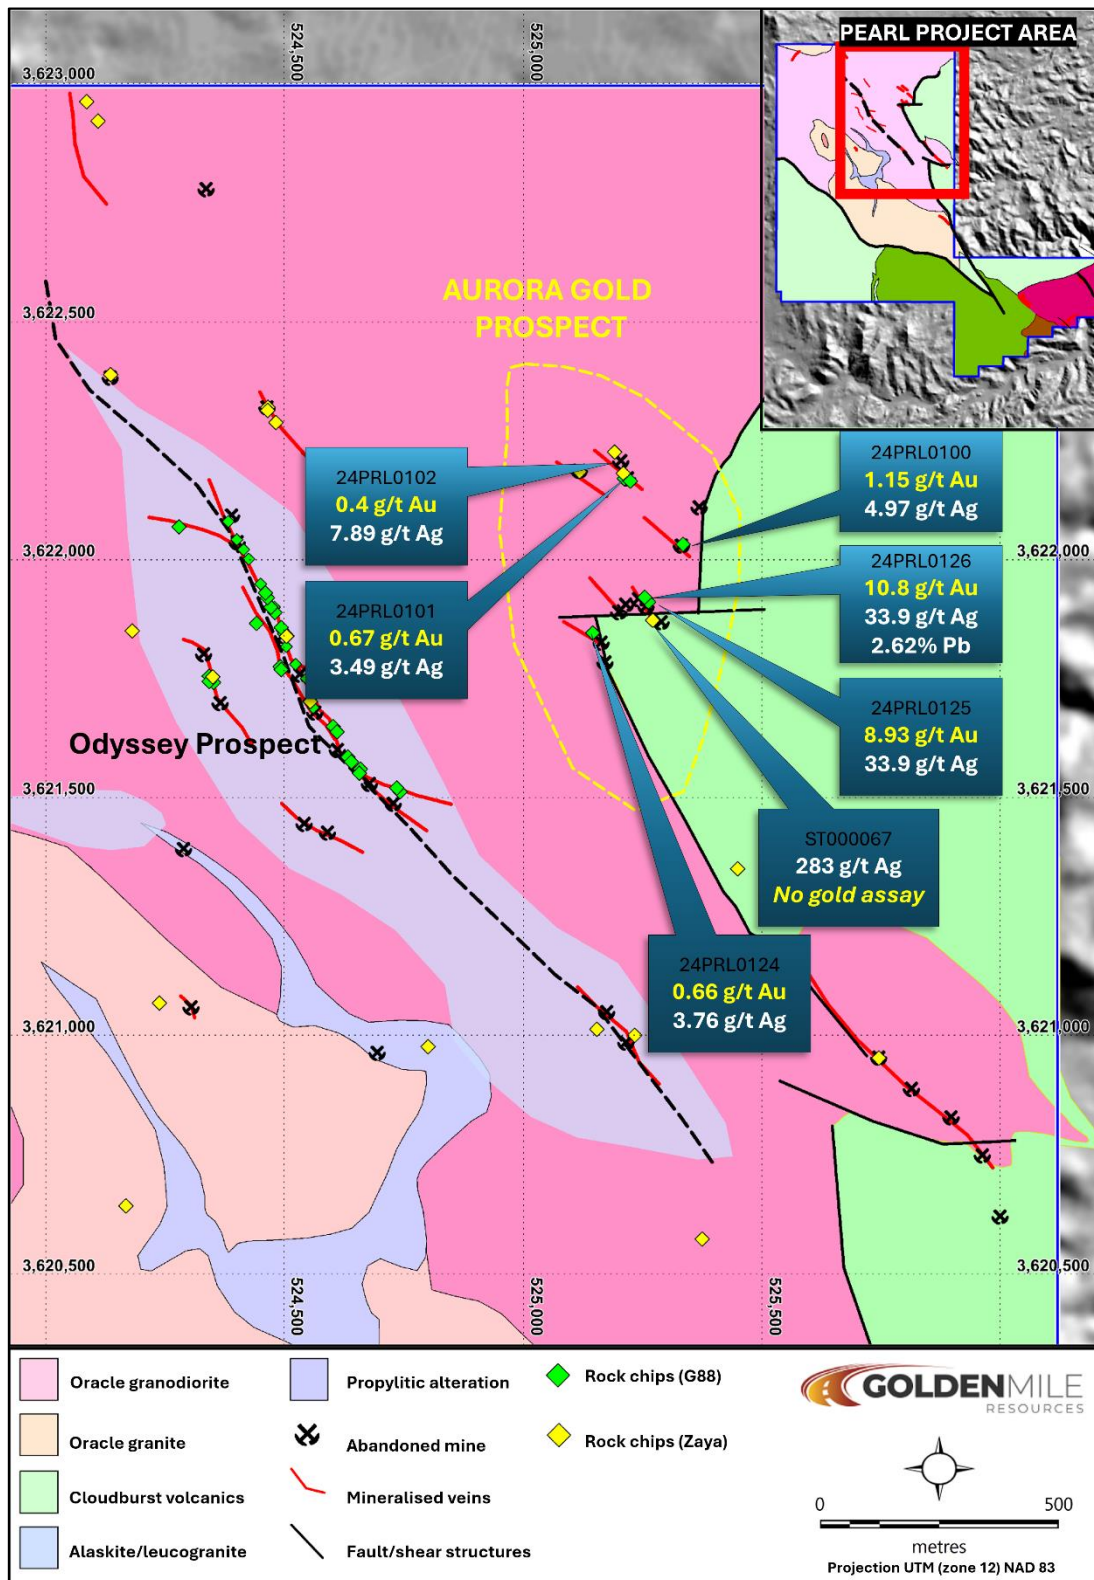 524,500
525,000
PEARL PROJECT AREA
3,623,000
AURORA GOLD
PROSPECT
3,622,500
3,622,500
24PRL0102
0.4 g/t Au
7.89 g/t Ag
24PRL0100
1.15 g/t Au
4.97 g/t Ag
3,622,000
3,622,000
24PRL0126
10.8 g/t Au
33.9 g/t Ag
2.62% Pb
24PRL0101
0.67 g/t Au
3.49 g/t Ag
24PRL0125
8.93 g/t Au
33.9 g/t Ag
Odyssey Prospect
3,621,500
3,621,500
ST000067
283 g/t Ag
No gold assay
24PRL0124
0.66 g/t Au
3.76 g/t Ag
3,621,000
3,621,000
3,620,500
3,620,500
524,500
525,000
525,500
Oracle granodiorite
Propylitic alteration
Rock chips (G88)
GOLDENMILE
RESOURCES
Oracle granite
Abandoned mine
Rock chips (Zaya)
Cloudburst volcanics
Mineralised veins
0
500
metres
Alaskite/leucogranite
Fault/shear structures
Projection UTM (zone 12) NAD 83